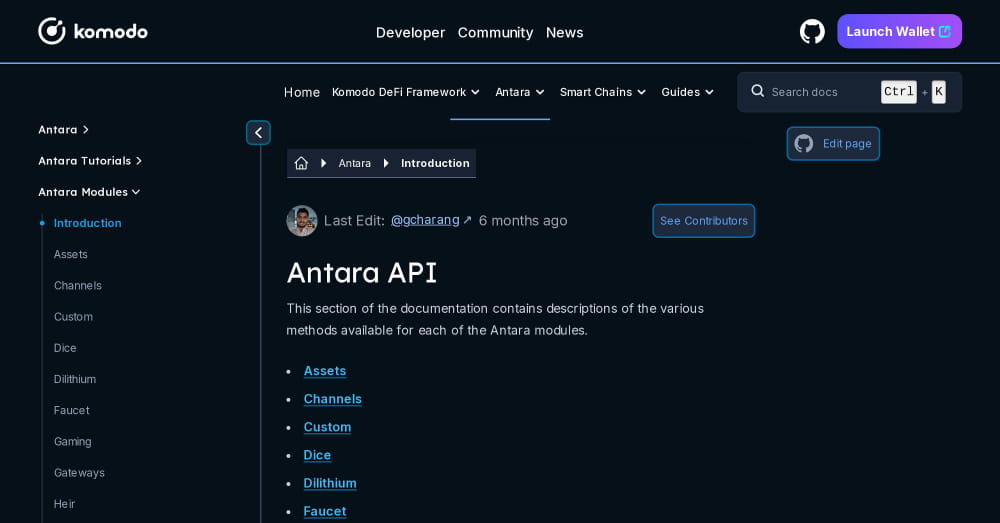 komodo
Developer Community News
Launch Wallet
Home Komodo DeFi Framework Antara Smart Chains Guides
Search docs Ctrl + K
Antara
Antara Tutorials
Antara Modules
Introduction
Assets
Channels
Custom
Dice
Dilithium
Faucet
Gaming
Gateways
Heir
Antara Introduction
Edit page
Last Edit: @gcharang ↗ 6 months ago
See Contributors
Antara API
This section of the documentation contains descriptions of the various
methods available for each of the Antara modules.
• Assets
• Channels
• Custom
• Dice
• Dilithium
• Faucet